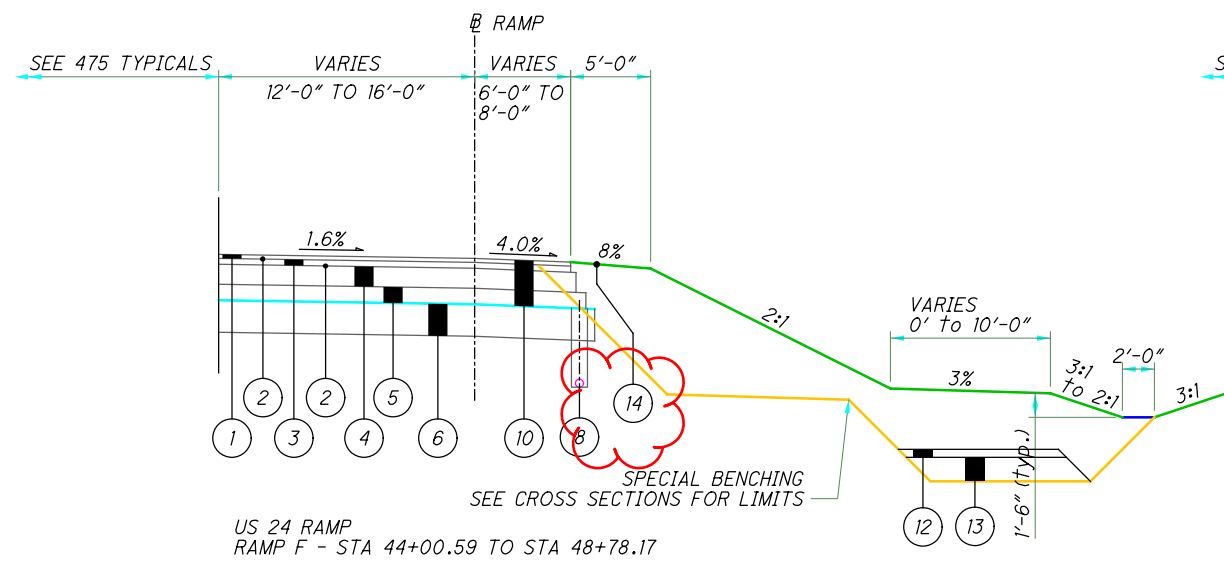 ℄ RAMP
SEE 475 TYPICALS
VARIES
VARIES
5'-0"
S
12'-0" TO 16'-0"
6'-0" TO
8'-0"
1.6%
4.0%
8%
2:1
VARIES
0' to 10'-0"
3%
3:1
to 2:1
2'-0"
3:1
1'-6" (typ.)
2
2
5
14
1
3
4
6
10
8
SPECIAL BENCHING
SEE CROSS SECTIONS FOR LIMITS
12
13
US 24 RAMP
RAMP F - STA 44+00.59 TO STA 48+78.17